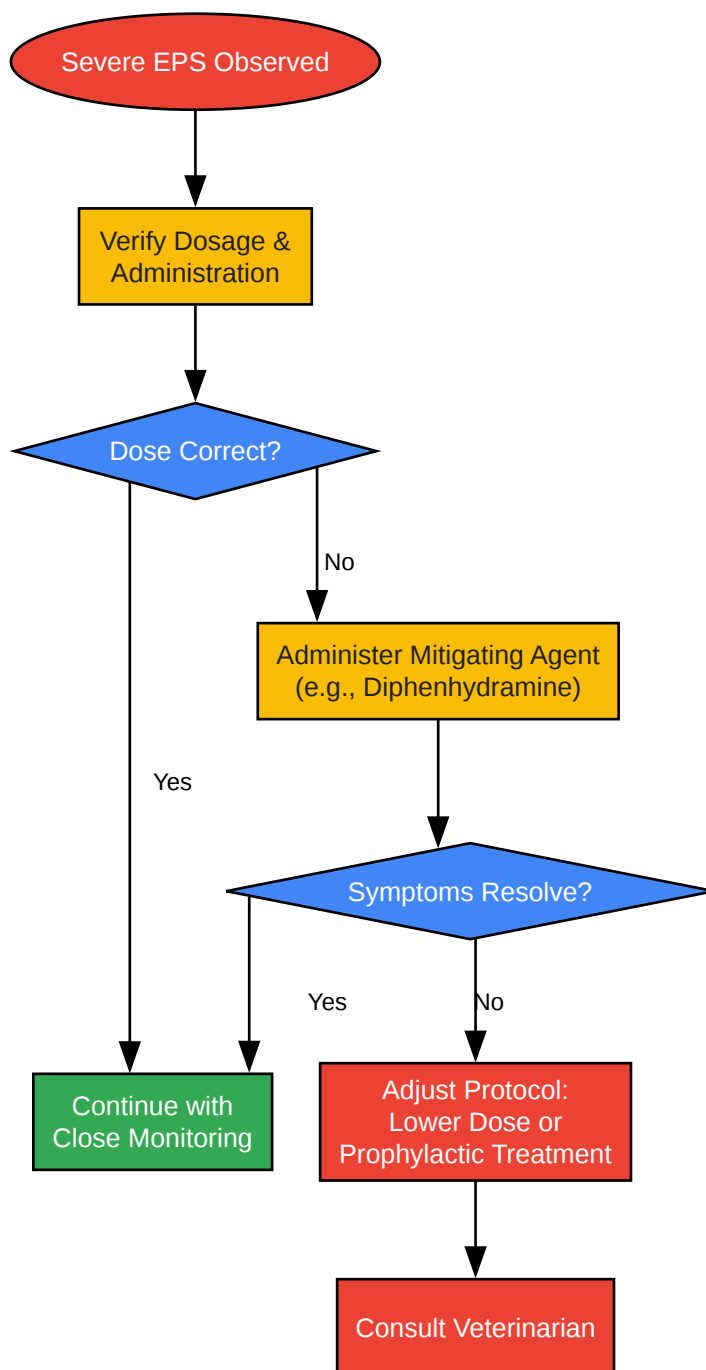 Severe EPS Observed
Verify Dosage &
Administration
Dose Correct?
No
Administer Mitigating Agent
(e.g., Diphenhydramine)
Yes
Symptoms Resolve?
Yes
No
Continue with
Close Monitoring
Adjust Protocol:
Lower Dose or
Prophylactic Treatment
Consult Veterinarian